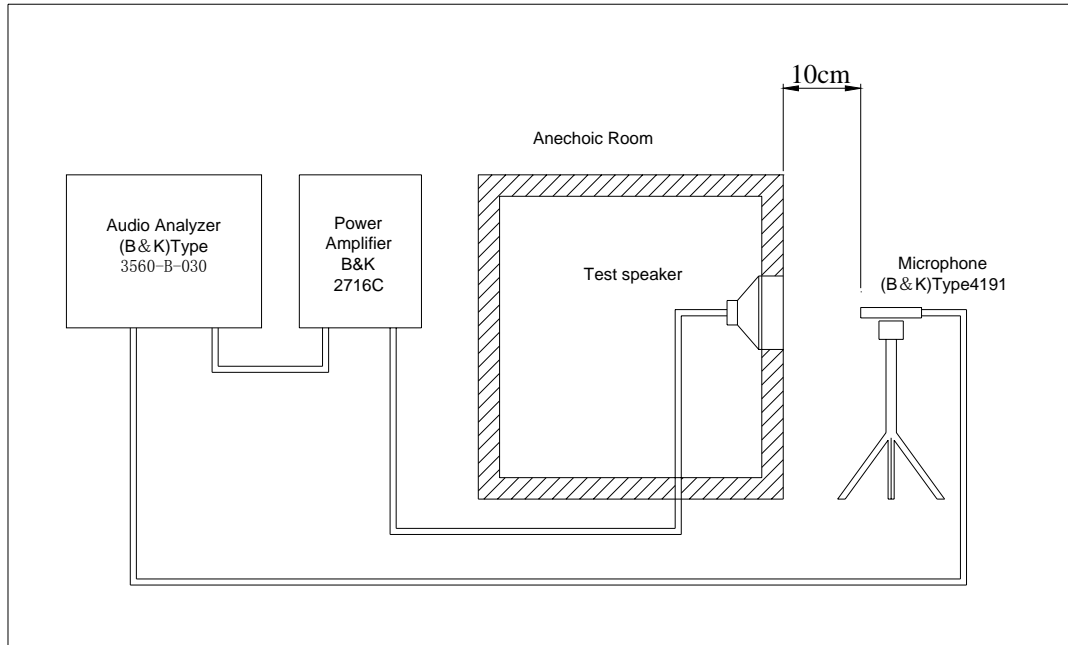 10cm
Anechoic Room
Audio Analyzer
(B&K)Type
3560-B-030
Power
Amplifier
B&K
2716C
Test speaker
Microphone
(B&K)Type4191